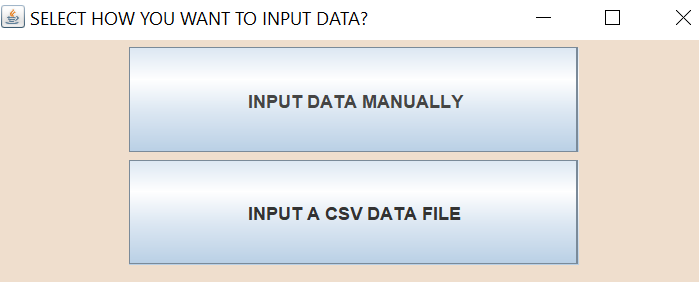 SELECT HOW YOU WANT TO INPUT DATA?
INPUT DATA MANUALLY
INPUT A CSV DATA FILE